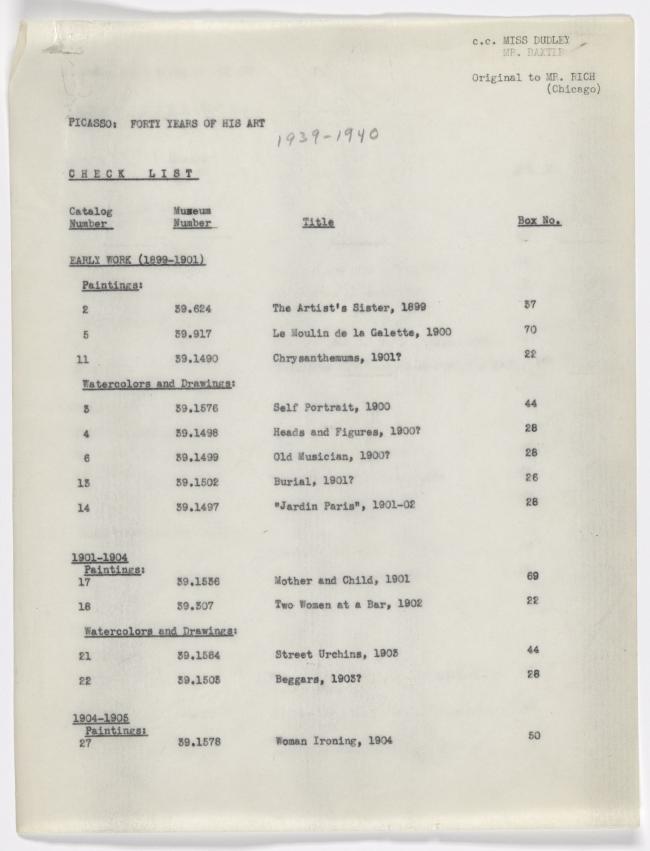 c.c. MISS DUDLEY
MR. BAXTER
Original to MR. RICH
(Chicago)
PICASSO: FORTY YEARS OF HIS ART
1939-1940
CHECK LIST
Catalog Museum
Number Number Title Box No.
EARLY WORK (1899-1901)
Paintings:
2 39.624 The Artist's Sister, 1899 37
5 39.917 Le Moulin de la Galette, 1900 70
11 39.1490 Chrysanthemums, 1901? 22
Watercolors and Drawings:
3 39.1576 Self Portrait, 1900 44
4 39.1498 Heads and Figures, 1900? 28
6 39.1499 Old Musician, 1900? 28
13 39.1502 Burial, 1901? 26
14 39.1497 "Jardin Paris", 1901-02 28
1901-1904
Paintings:
17 39.1536 Mother and Child, 1901 69
18 39.307 Two Women at a Bar, 1902 22
Watercolors and Drawings:
21 39.1564 Street Urchins, 1903 44
22 39.1503 Beggars, 1903? 28
1904-1905
Paintings:
27 39.1578 Woman Ironing, 1904 50